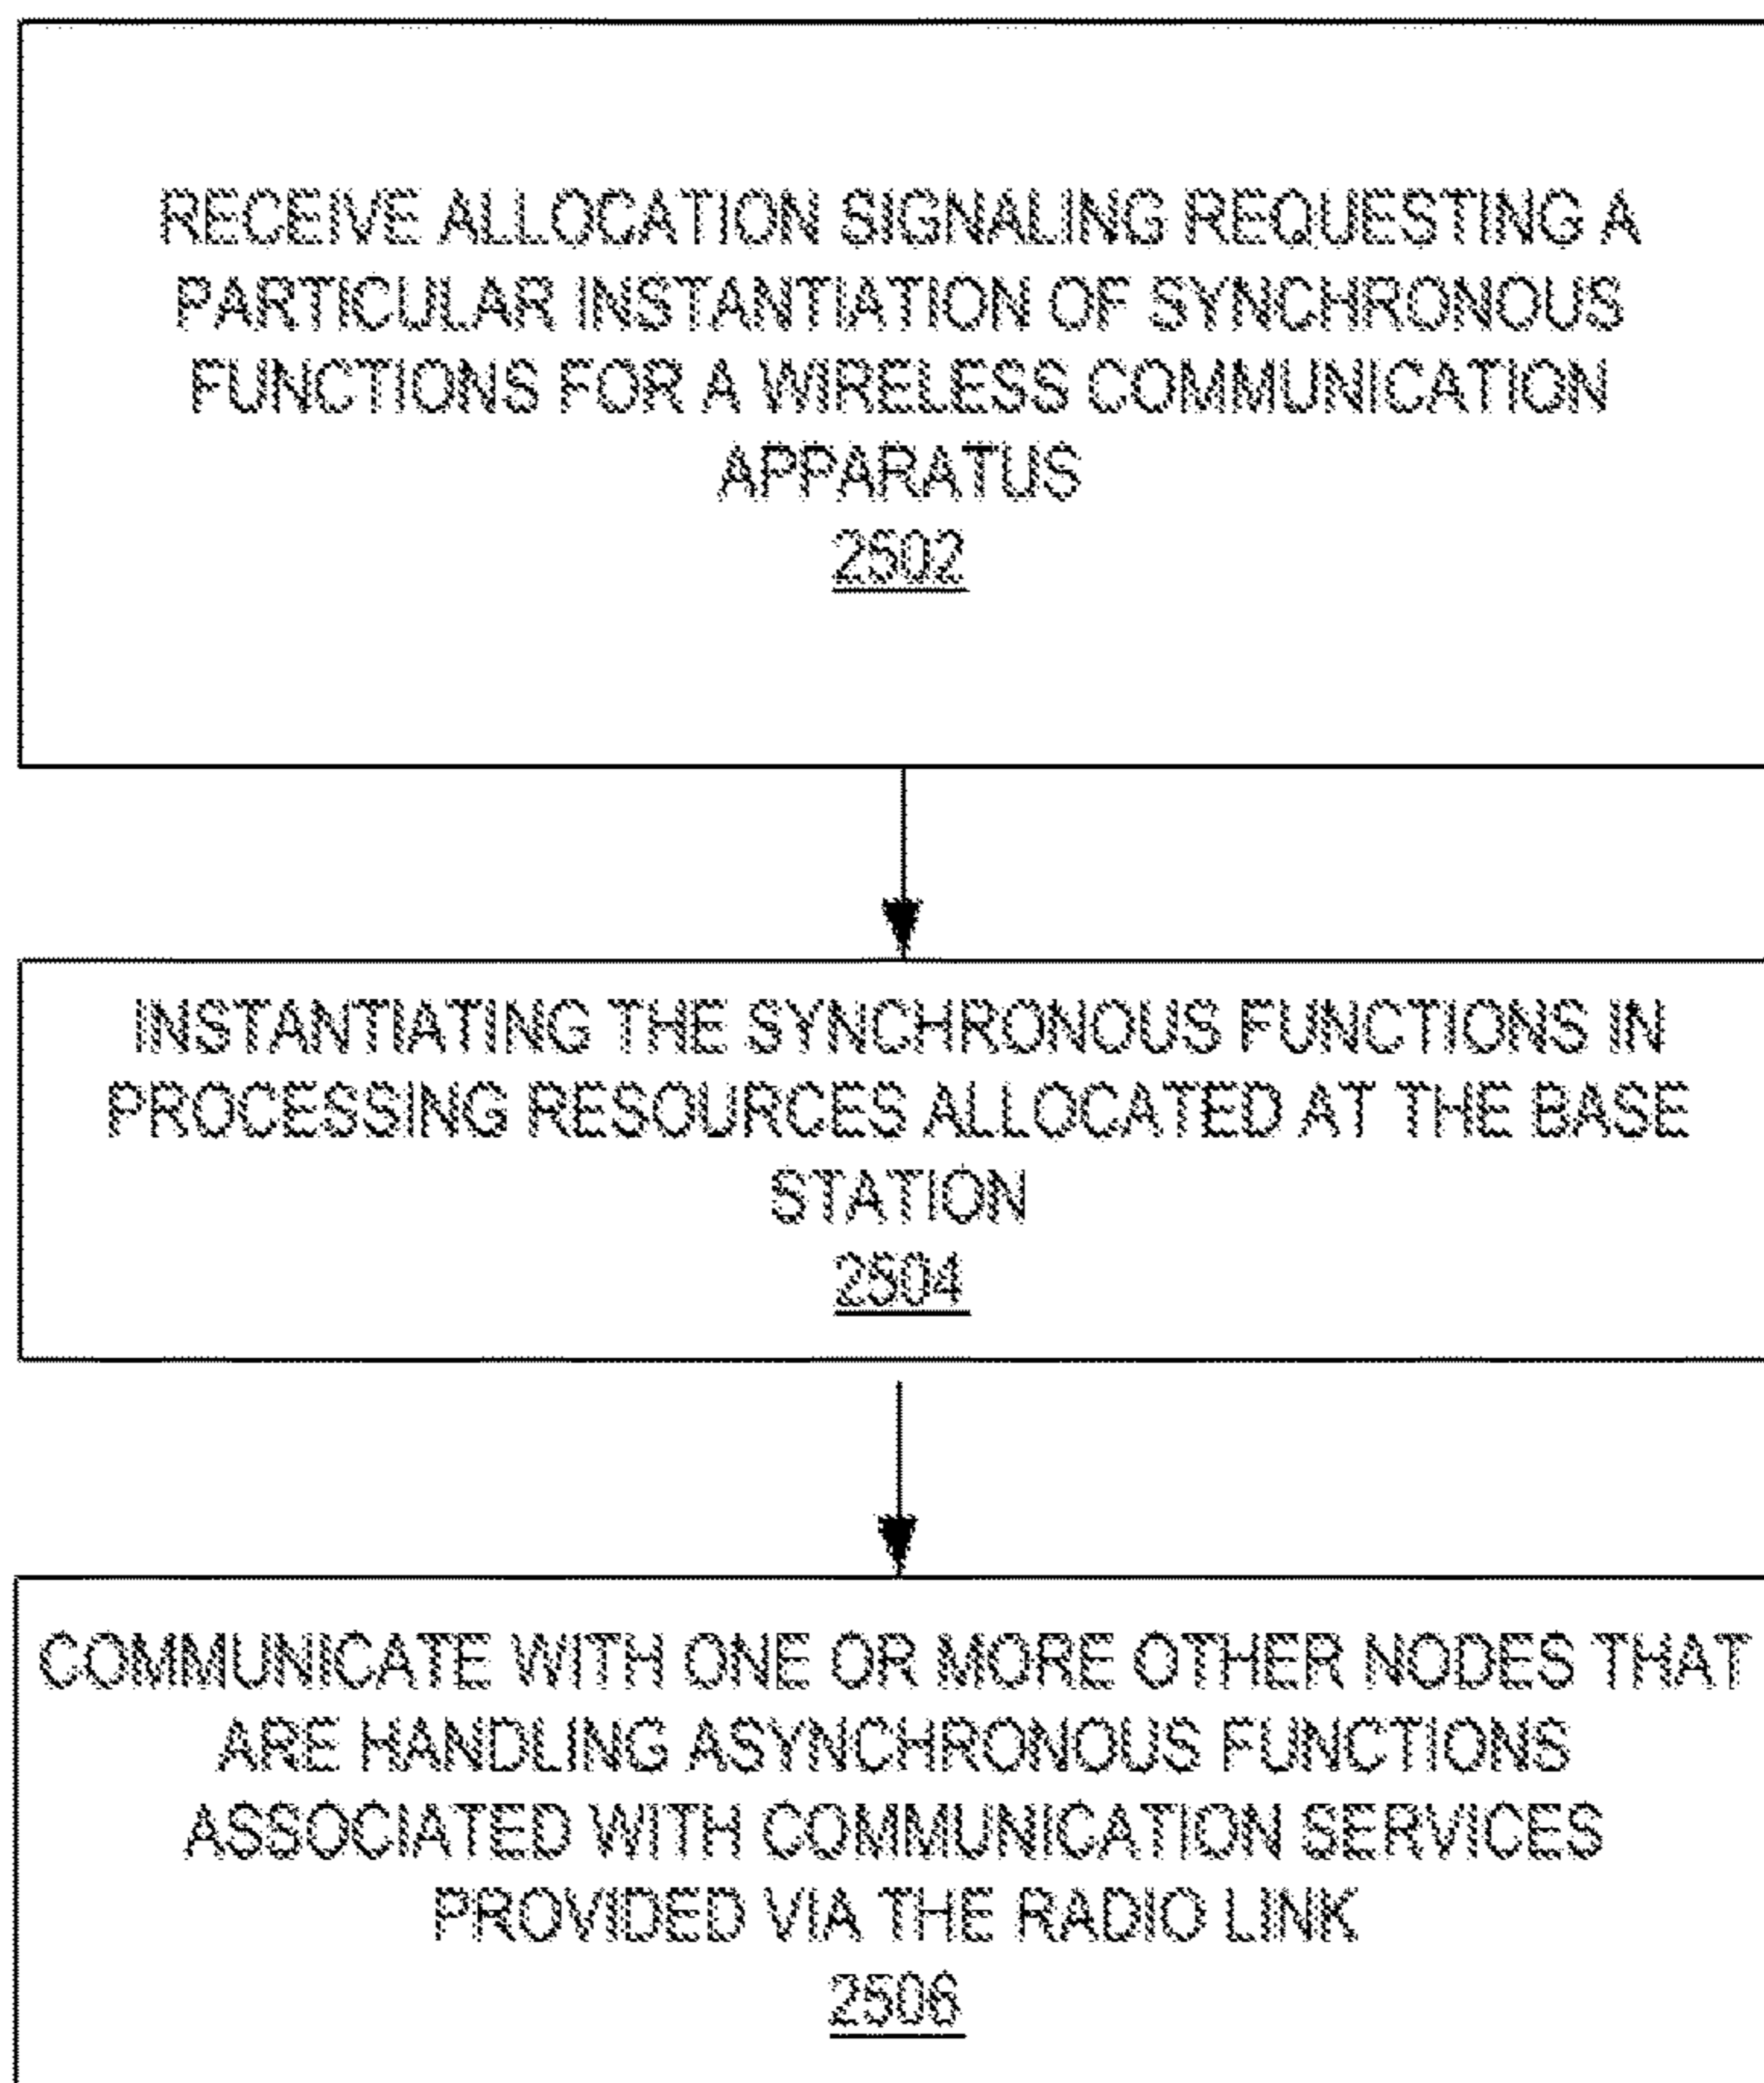 RECEIVE ALLOCATION SIGNALING REQUESTING A
PARTICULAR INSTANTIATION OF SYNCHRONOUS
FUNCTIONS FOR A WIRELESS COMMUNICATION
APPARATUS
2502
INSTANTIATING THE SYNCHRONOUS FUNCTIONS IN
PROCESSING RESOURCES ALLOCATED AT THE BASE
STATION
2504
COMMUNICATE WITH ONE OR MORE OTHER NODES THAT
ARE HANDLING ASYNCHRONOUS FUNCTIONS
ASSOCIATED WITH COMMUNICATION SERVICES
PROVIDED VIA THE RADIO LINK
2506